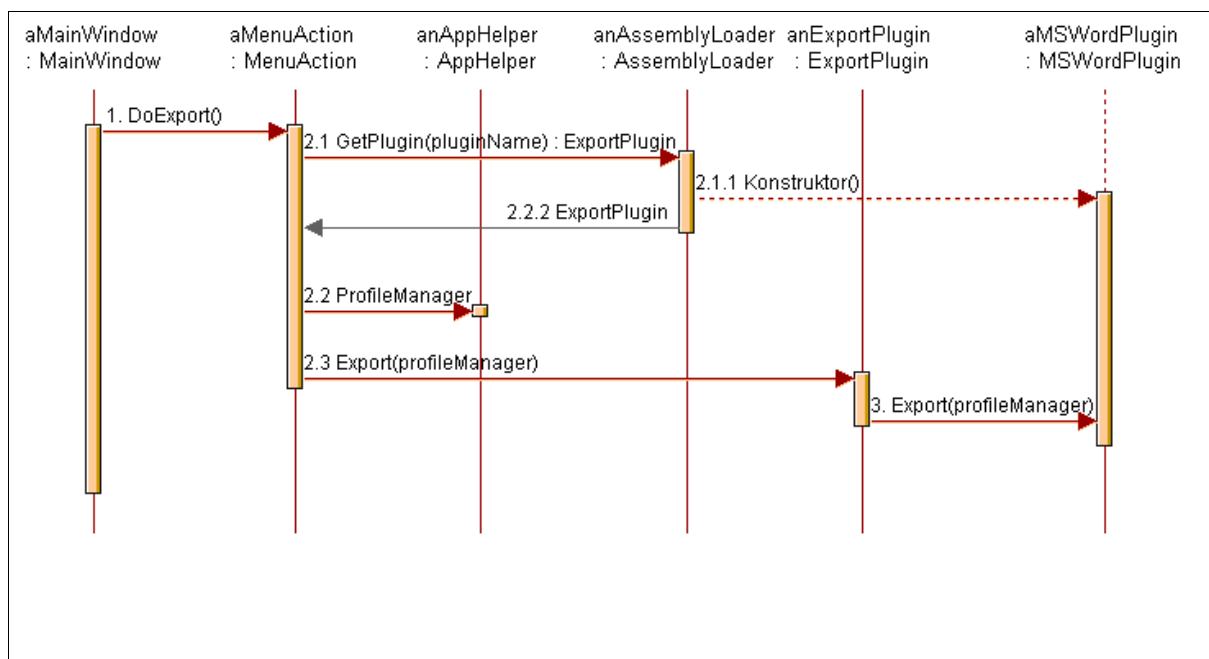 aMainWindow
: MainWindow
aMenuAction
: MenuAction
anAppHelper
: AppHelper
anAssemblyLoader
: AssemblyLoader
anExportPlugin
: ExportPlugin
aMSWordPlugin
: MSWordPlugin
1. DoExport()
2.1 GetPlugin(pluginName) : ExportPlugin
2.1.1 Konstruktor()
2.2.2 ExportPlugin
2.2 ProfileManager
2.3 Export(profileManager)
3. Export(profileManager)